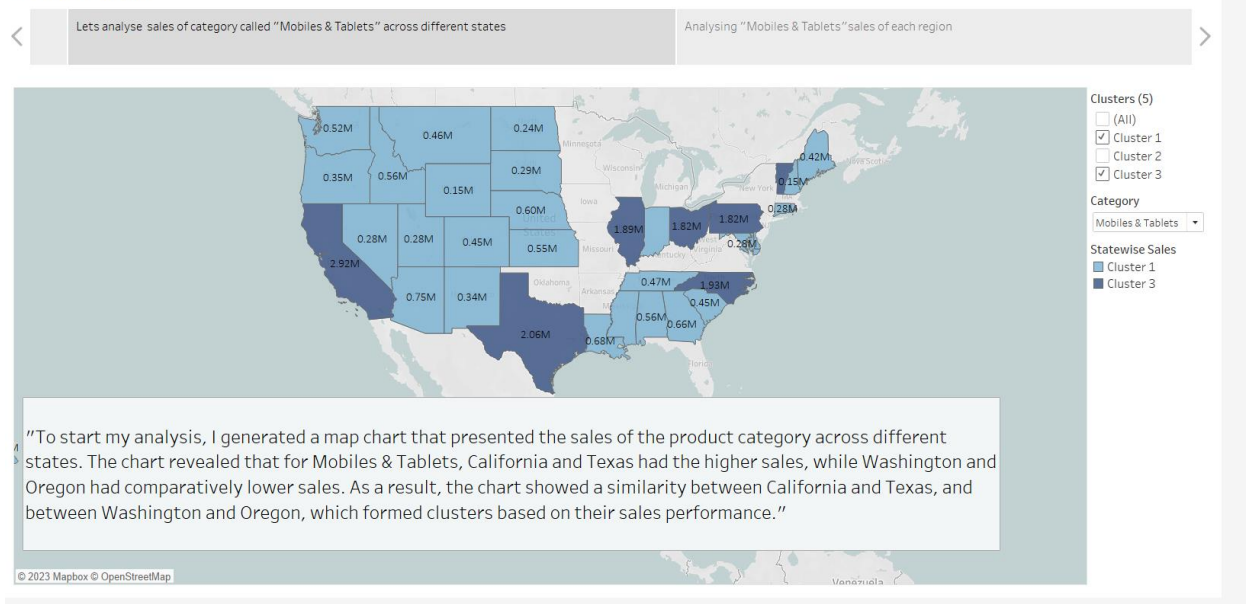 Lets analyse sales of category called "Mobiles & Tablets" across different states
Analysing "Mobiles & Tablets"sales of each region
Clusters (5)
(All)
Cluster 1
Cluster 2
Cluster 3
Category
Mobiles & Tablets
Statewise Sales
Cluster 1
Cluster 3
0.52M
0.46M
0.24M
Minnesota
0.42M
Nova Scotia
0.35M
0.56M
0.15M
0.29M
Wisconsin
Michigan
New York
0.15M
0.60M
United
States
Iowa
0.28M
0.28M
0.28M
0.45M
0.55M
Missouri
1.89M
1.82M
1.82M
0.28M
West
Virginia
Kentucky
2.92M
0.75M
0.34M
Oklahoma
Arkansas
0.47M
1.93M
0.45M
2.06M
0.68M
0.56M
0.66M
Florida
"To start my analysis, I generated a map chart that presented the sales of the product category across different
states. The chart revealed that for Mobiles & Tablets, California and Texas had the higher sales, while Washington and
Oregon had comparatively lower sales. As a result, the chart showed a similarity between California and Texas, and
between Washington and Oregon, which formed clusters based on their sales performance."
© 2023 Mapbox © OpenStreetMap
Venezuela